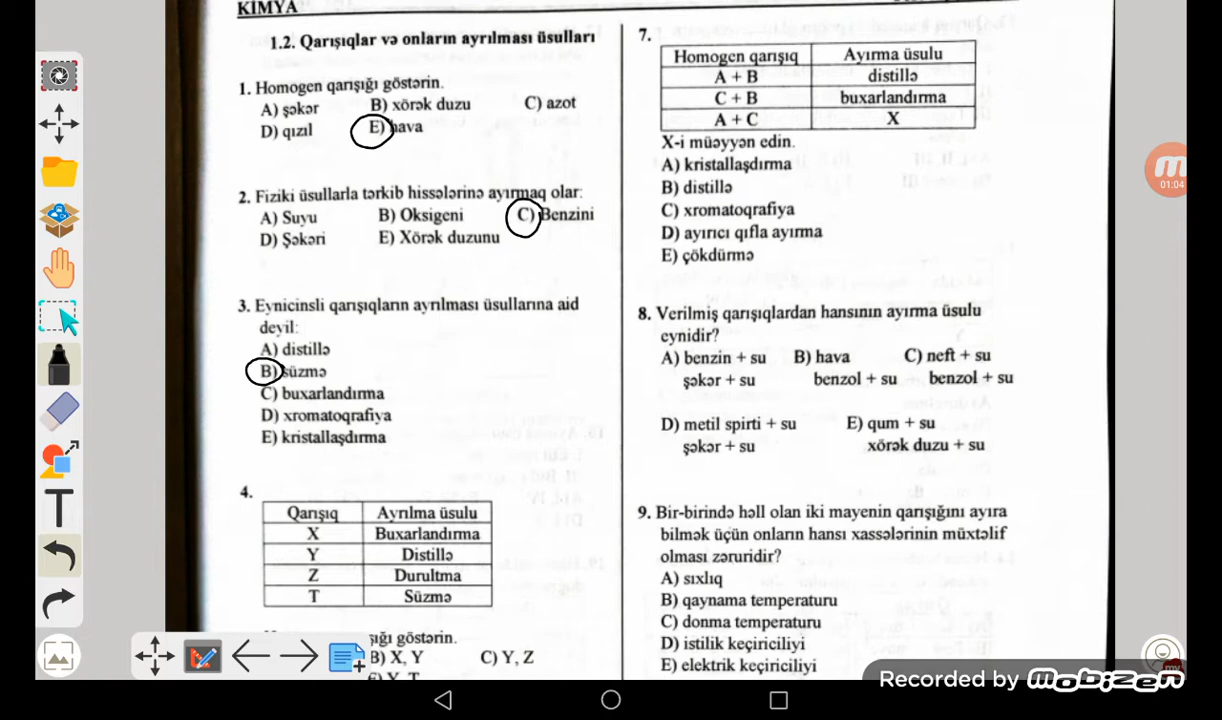 KİMYA
1.2. Qarışıqlar və onların ayrılması üsulları
1. Homogen qarışığı göstərin.
A) şəkər B) xörək duzu C) azot
D) qızıl E) hava
2. Fiziki üsullarla tərkib hissələrinə ayırmaq olar:
A) Suyu B) Oksigeni C) Benzini
D) Şəkəri E) Xörək duzunu
3. Eynicinsli qarışıqların ayrılması üsullarına aid
deyil:
A) distillə
B) süzmə
C) buxarlandırma
D) xromatoqrafiya
E) kristallaşdırma
4.
Qarışıq Ayrılma üsulu
X Buxarlandırma
Y Distillə
Z Durultma
T Süzmə
göstərin.
B) X, Y C) Y, Z
Y, T
7.
Homogen qarışıq Ayırma üsulu
A + B distillə
C + B buxarlandırma
A + C X
X-i müəyyən edin.
A) kristallaşdırma
B) distillə
C) xromatoqrafiya
D) ayırıcı qıfla ayırma
E) çökdürmə
8. Verilmiş qarışıqlardan hansının ayırma üsulu
eynidir?
A) benzin + su B) hava C) neft + su
şəkər + su benzol + su benzol + su
D) metil spirti + su E) qum + su
şəkər + su xörək duzu + su
9. Bir-birində həll olan iki mayenin qarışığını ayıra
bilmək üçün onların hansı xassələrinin müxtəlif
olması zəruridir?
A) sıxlıq
B) qaynama temperaturu
C) donma temperaturu
D) istilik keçiriciliyi
E) elektrik keçiriciliyi
01:04
T
Recorded by mobizen